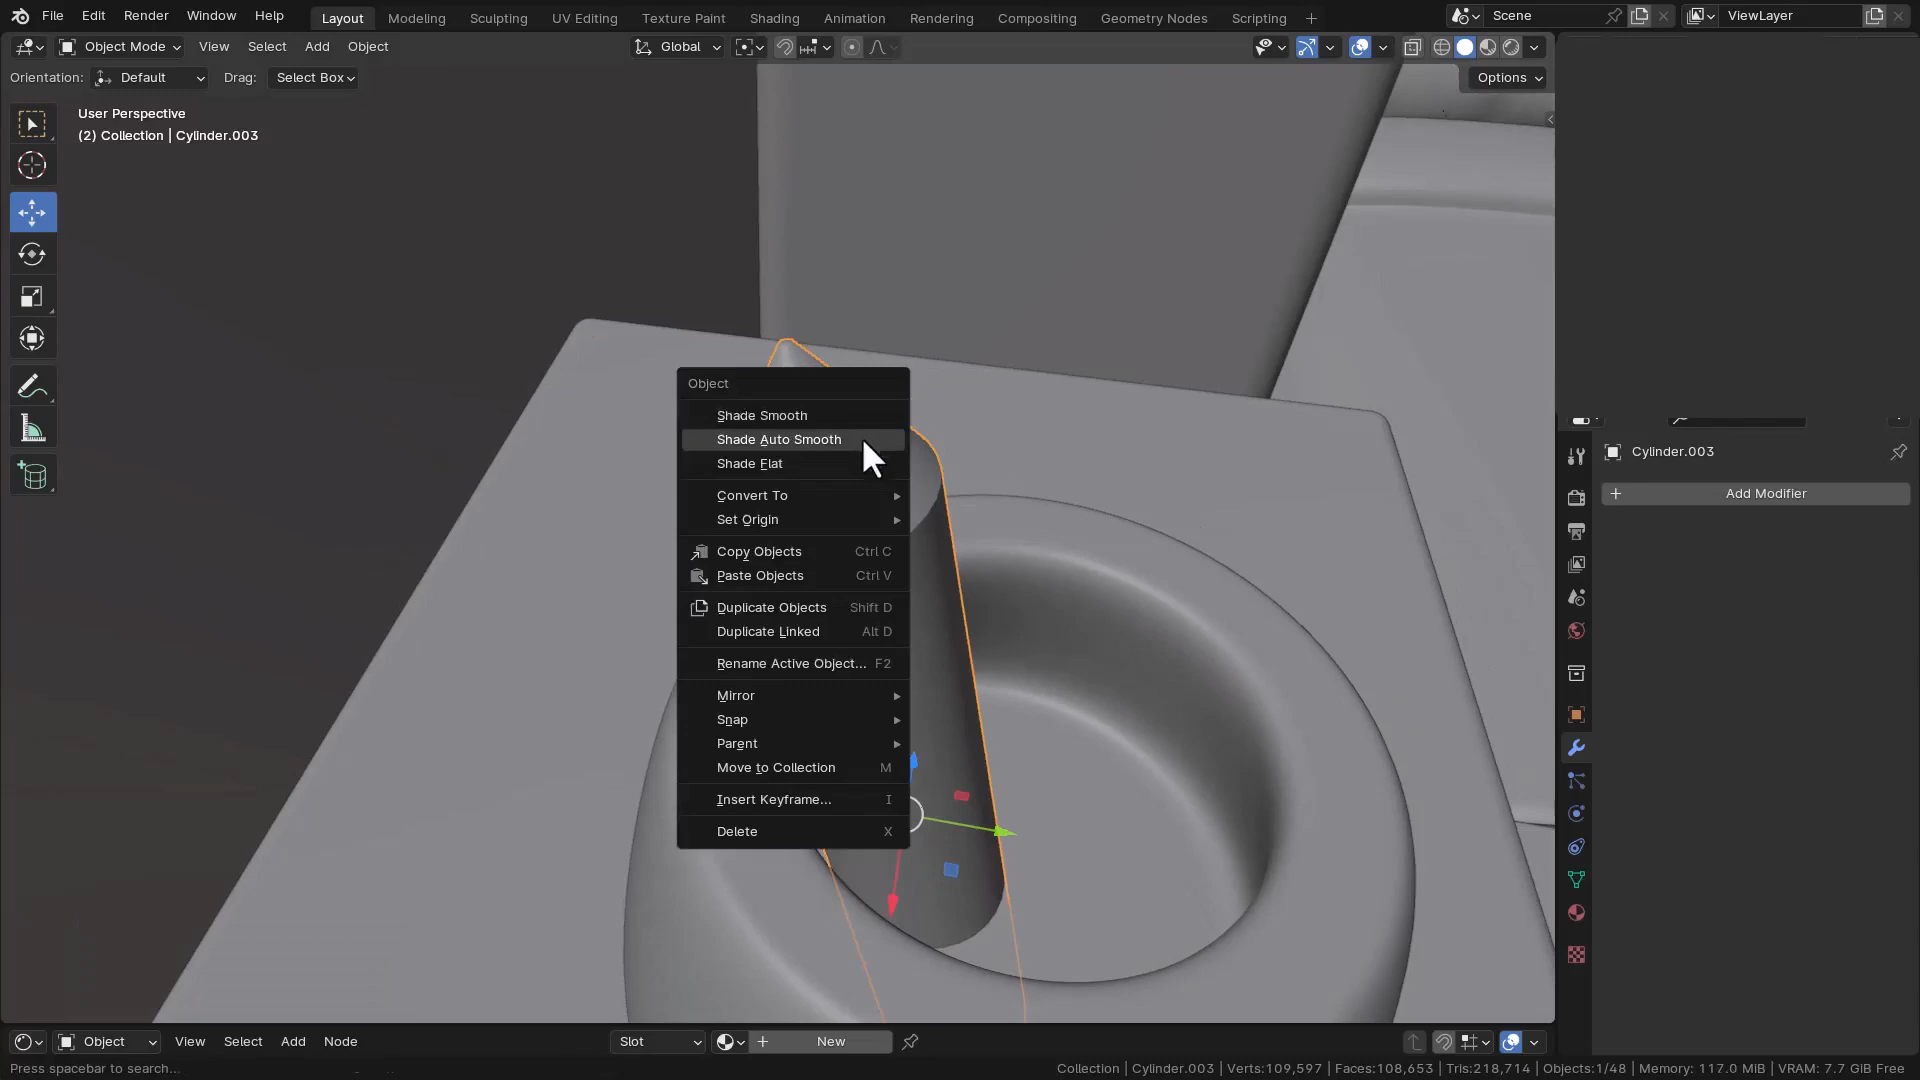 File Edit Render Window Help Layout Modeling Sculpting UV Editing Texture Paint Shading Animation Rendering Compositing Geometry Nodes Scripting + Scene ViewLayer
Object Mode View Select Add Object Global
Orientation: Default Drag: Select Box Options
User Perspective
(2) Collection | Cylinder.003
Object
Shade Smooth
Shade Auto Smooth
Shade Flat
Convert To
Set Origin
Copy Objects Ctrl C
Paste Objects Ctrl V
Duplicate Objects Shift D
Duplicate Linked Alt D
Rename Active Object... F2
Mirror
Snap
Parent
Move to Collection M
Insert Keyframe... I
Delete X
Cylinder.003
+ Add Modifier
Object View Select Add Node Slot + New
Press spacebar to search... Collection | Cylinder.003 | Verts:109,597 | Faces:108,653 | Tris:218,714 | Objects:1/48 | Memory: 117.0 MiB | VRAM: 7.7 GiB Free